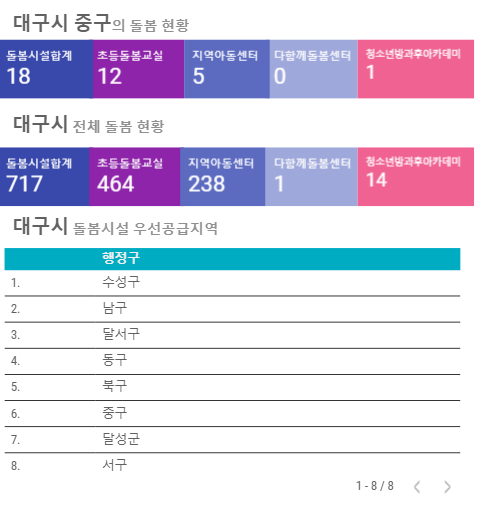 대구시 중구의 돌봄 현황
돌봄시설합계 초등돌봄교실 지역아동센터 다함께돌봄센터 청소년방과후아카데미
18 12 5 0 1
대구시 전체 돌봄 현황
돌봄시설합계 초등돌봄교실 지역아동센터 다함께돌봄센터 청소년방과후아카데미
717 464 238 1 14
대구시 돌봄시설 우선공급지역
행정구
1. 수성구
2. 남구
3. 달서구
4. 동구
5. 북구
6. 중구
7. 달성군
8. 서구
1 - 8 / 8